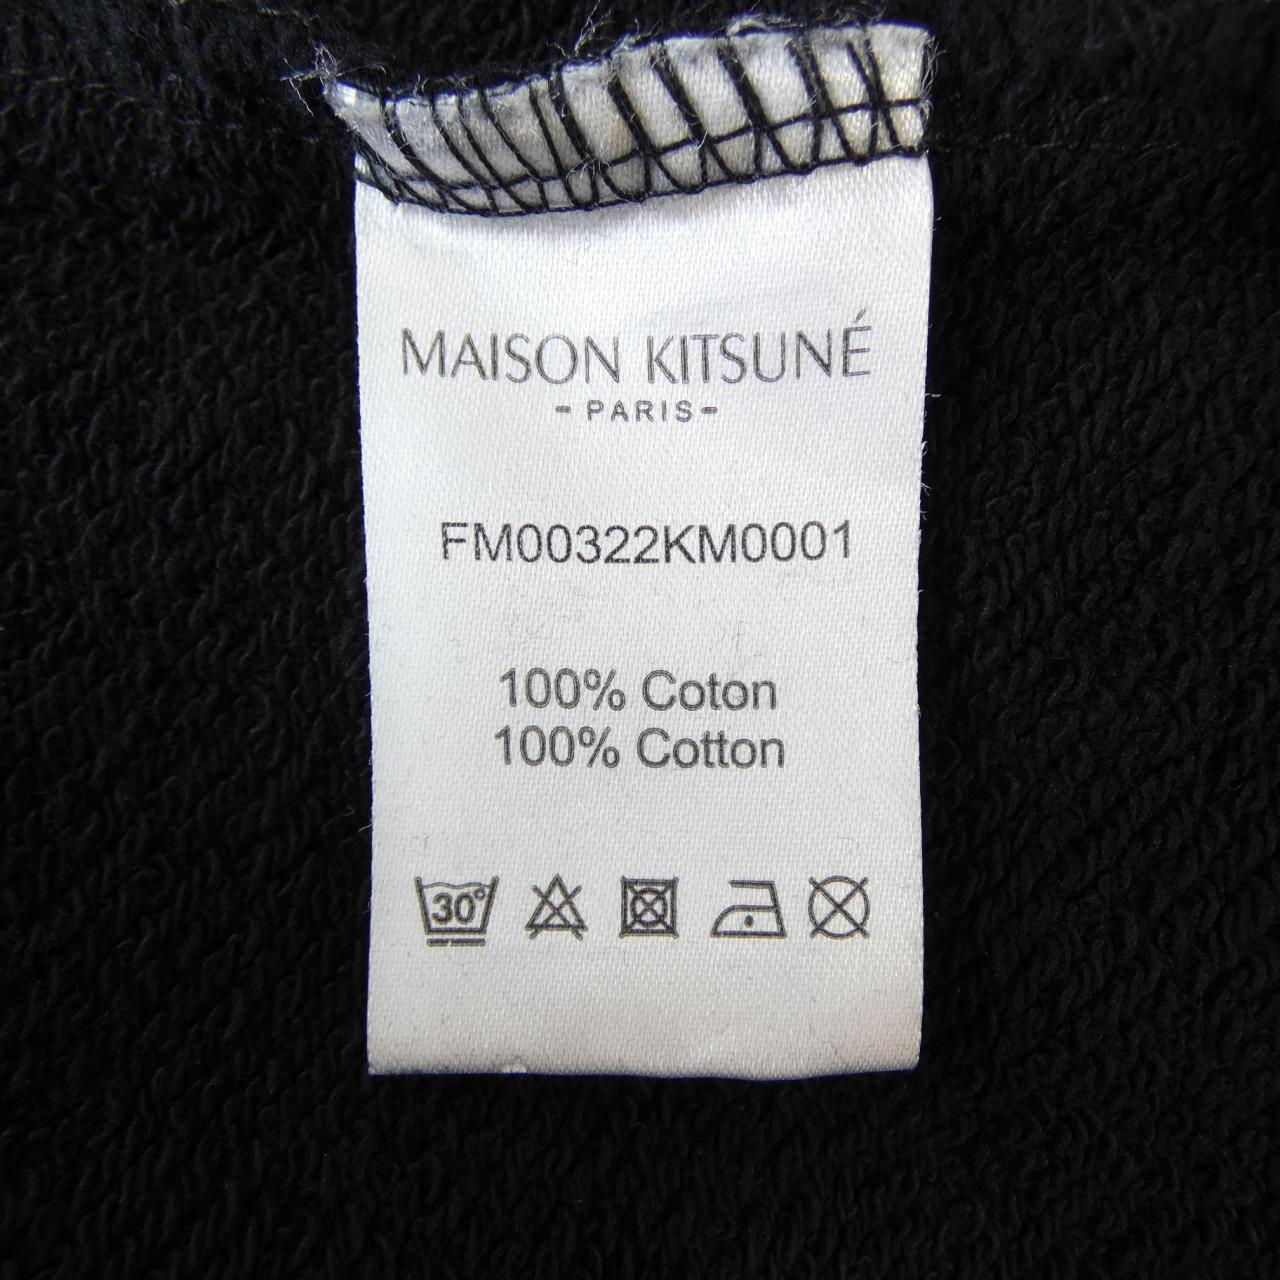 MAISON KITSUNÉ
- PARIS -
FM00322KM0001
100% Coton
100% Cotton
30°